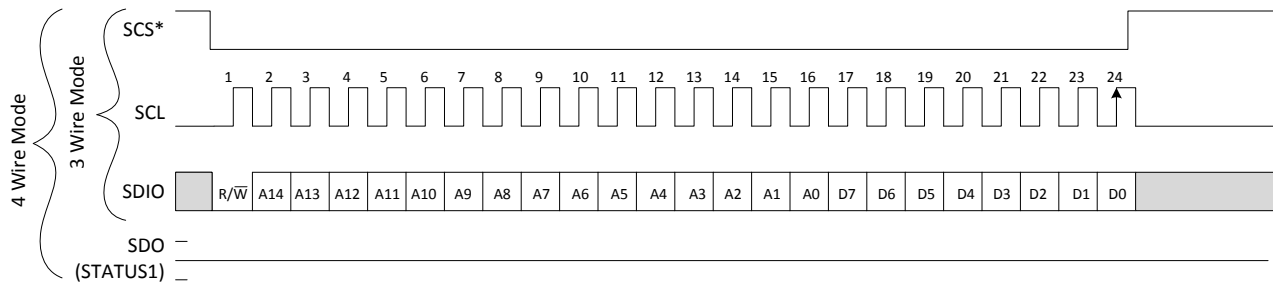 4 Wire Mode
3 Wire Mode
SCS*
1 2 3 4 5 6 7 8 9 10 11 12 13 14 15 16 17 18 19 20 21 22 23 24
SCL
SDIO R/W̅ A14 A13 A12 A11 A10 A9 A8 A7 A6 A5 A4 A3 A2 A1 A0 D7 D6 D5 D4 D3 D2 D1 D0
SDO
(STATUS1)